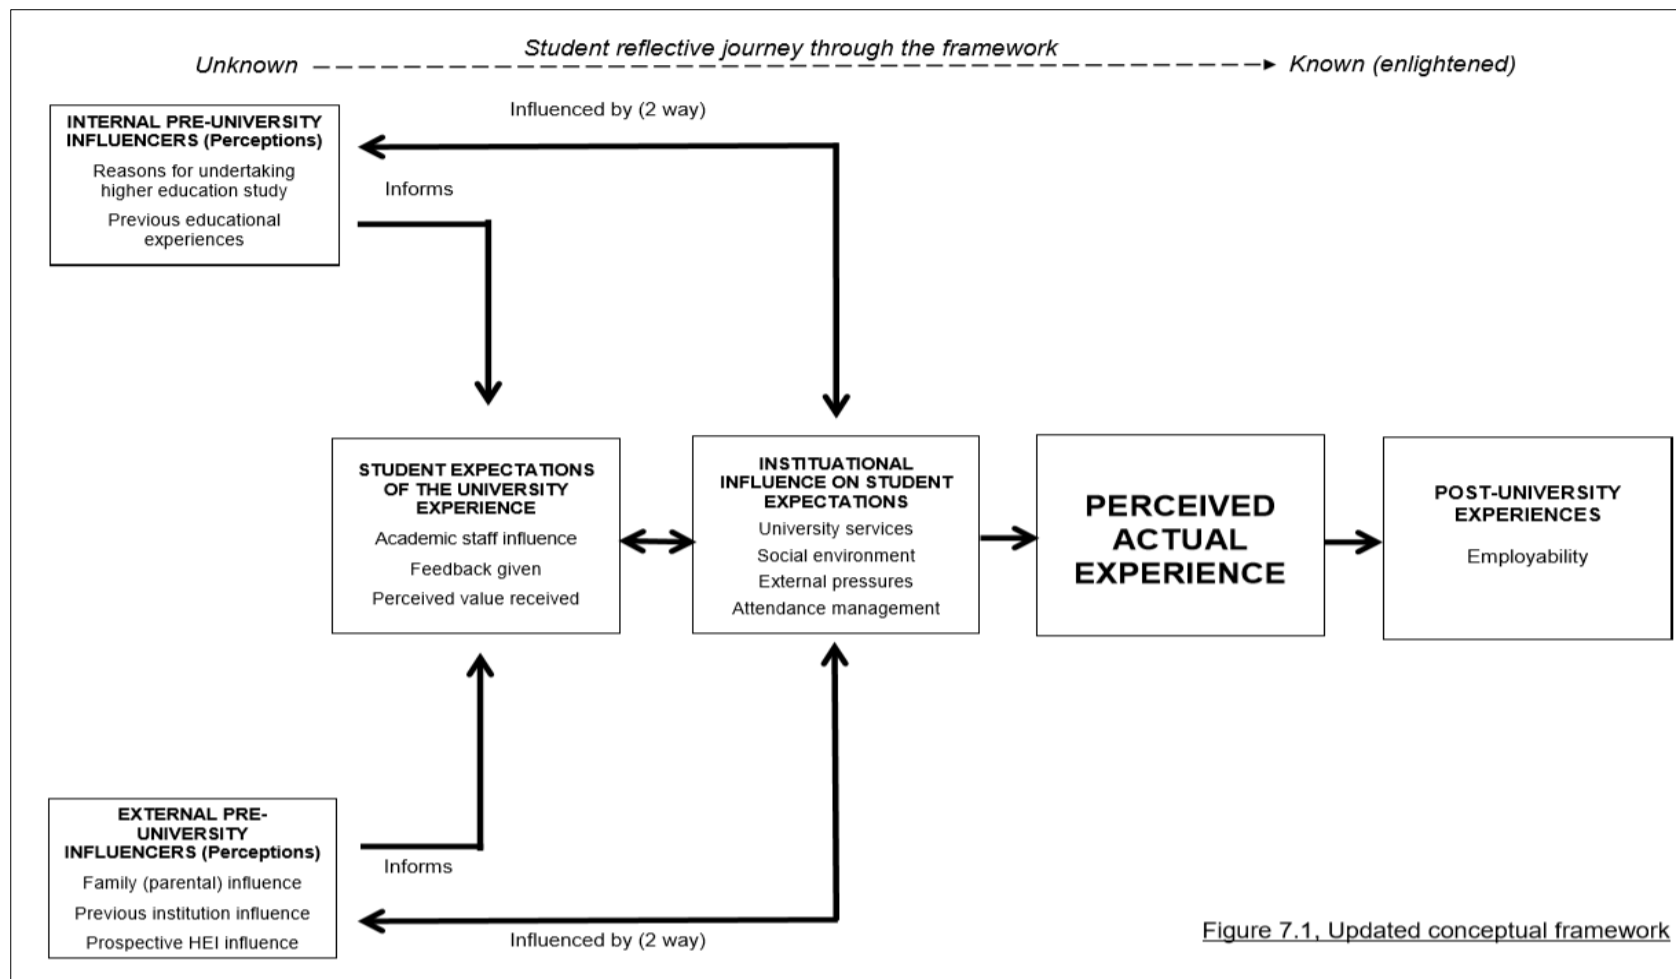 Student reflective journey through the framework
Unknown
Known (enlightened)
Influenced by (2 way)
INTERNAL PRE-UNIVERSITY
INFLUENCERS (Perceptions)
Reasons for undertaking
higher education study
Previous educational
experiences
Informs
STUDENT EXPECTATIONS
OF THE UNIVERSITY
EXPERIENCE
Academic staff influence
Feedback given
Perceived value received
INSTITUATIONAL
INFLUENCE ON STUDENT
EXPECTATIONS
University services
Social environment
External pressures
Attendance management
PERCEIVED
ACTUAL
EXPERIENCE
POST-UNIVERSITY
EXPERIENCES
Employability
EXTERNAL PRE-
UNIVERSITY
INFLUENCERS (Perceptions)
Family (parental) influence
Previous institution influence
Prospective HEI influence
Informs
Influenced by (2 way)
Figure 7.1, Updated conceptual framework